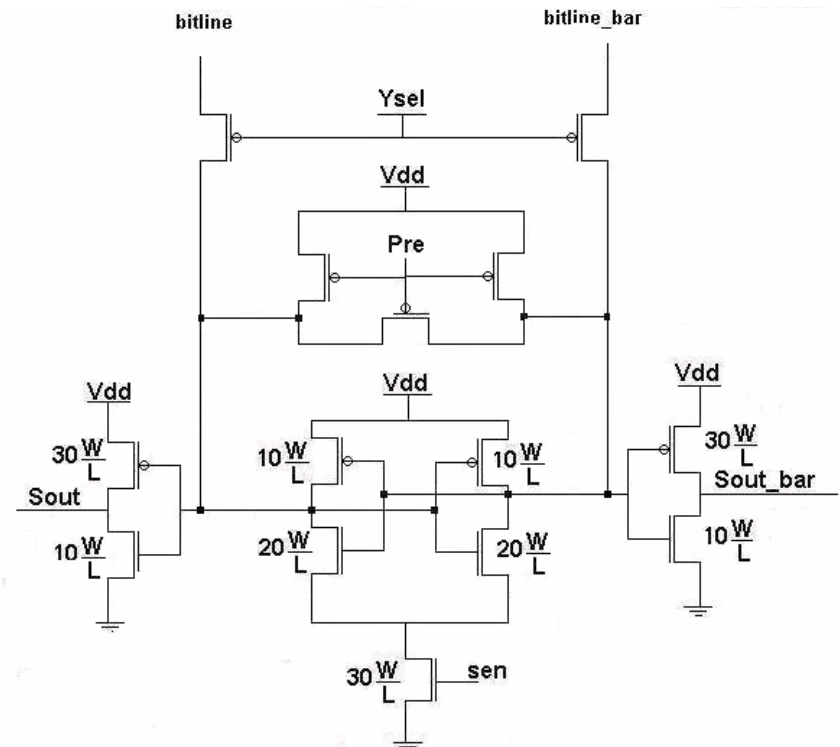 bitline
bitline_bar
Ysel
Vdd
Pre
Vdd
Vdd
Vdd
30 W/L
10 W/L
10 W/L
30 W/L
Sout
Sout_bar
10 W/L
20 W/L
20 W/L
10 W/L
30 W/L
sen